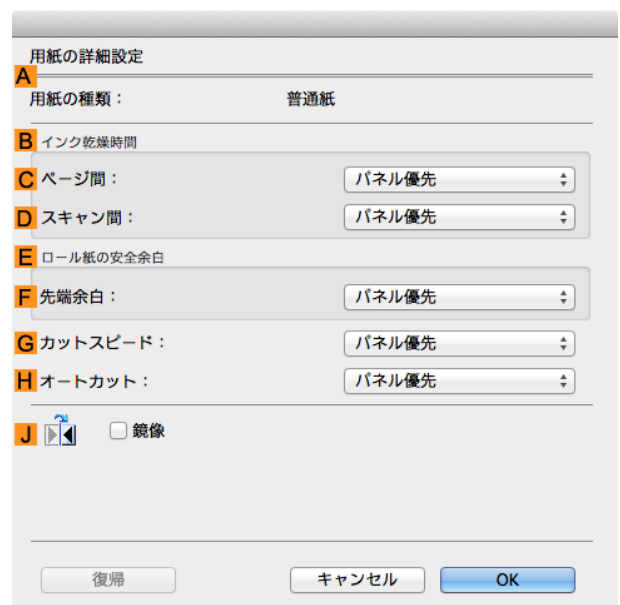 用紙の詳細設定
A
用紙の種類： 普通紙
B インク乾燥時間
C ページ間： パネル優先
D スキャン間： パネル優先
E ロール紙の安全余白
F 先端余白： パネル優先
G カットスピード： パネル優先
H オートカット： パネル優先
J 鏡像
復帰 キャンセル OK